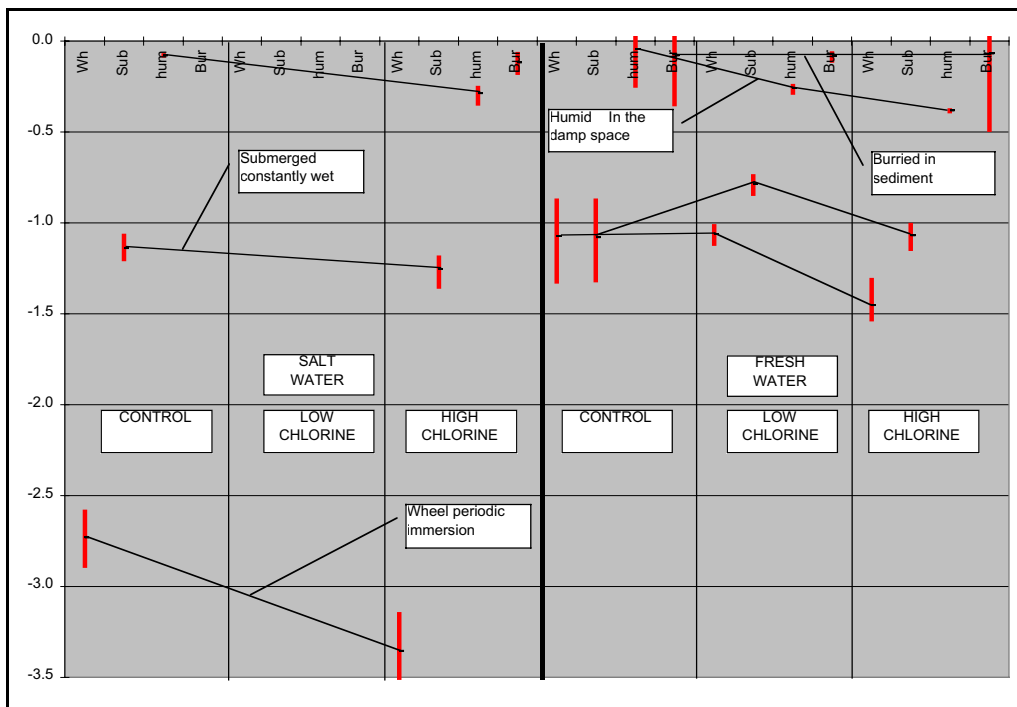 0.0
Wh Sub hum Bur Wh Sub hum Bur Wh Sub hum Bur Wh Sub hum Bur Wh Sub hum Bur Wh Sub hum Bur
-0.5
Humid In the
damp space
Submerged
constantly wet
Burried in
sediment
-1.0
-1.5
SALT
WATER
FRESH
WATER
-2.0
CONTROL
LOW
CHLORINE
HIGH
CHLORINE
CONTROL
LOW
CHLORINE
HIGH
CHLORINE
-2.5
Wheel periodic
immersion
-3.0
-3.5